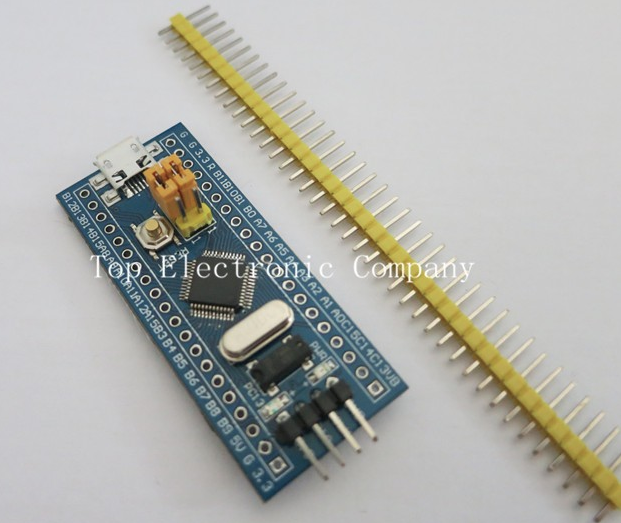 G G 3.3 R B11 B10 B1 B0 A7 A6 A5 A4 A3 A2 A1 A0 C15 C14 C13 VB
Top Electronic Company
B12 B13 B14 B15 A8 A9 A10 A11 A12 A15 B3 B4 B5 B6 B7 B8 B9 5V G 3.3
PWR
PC13